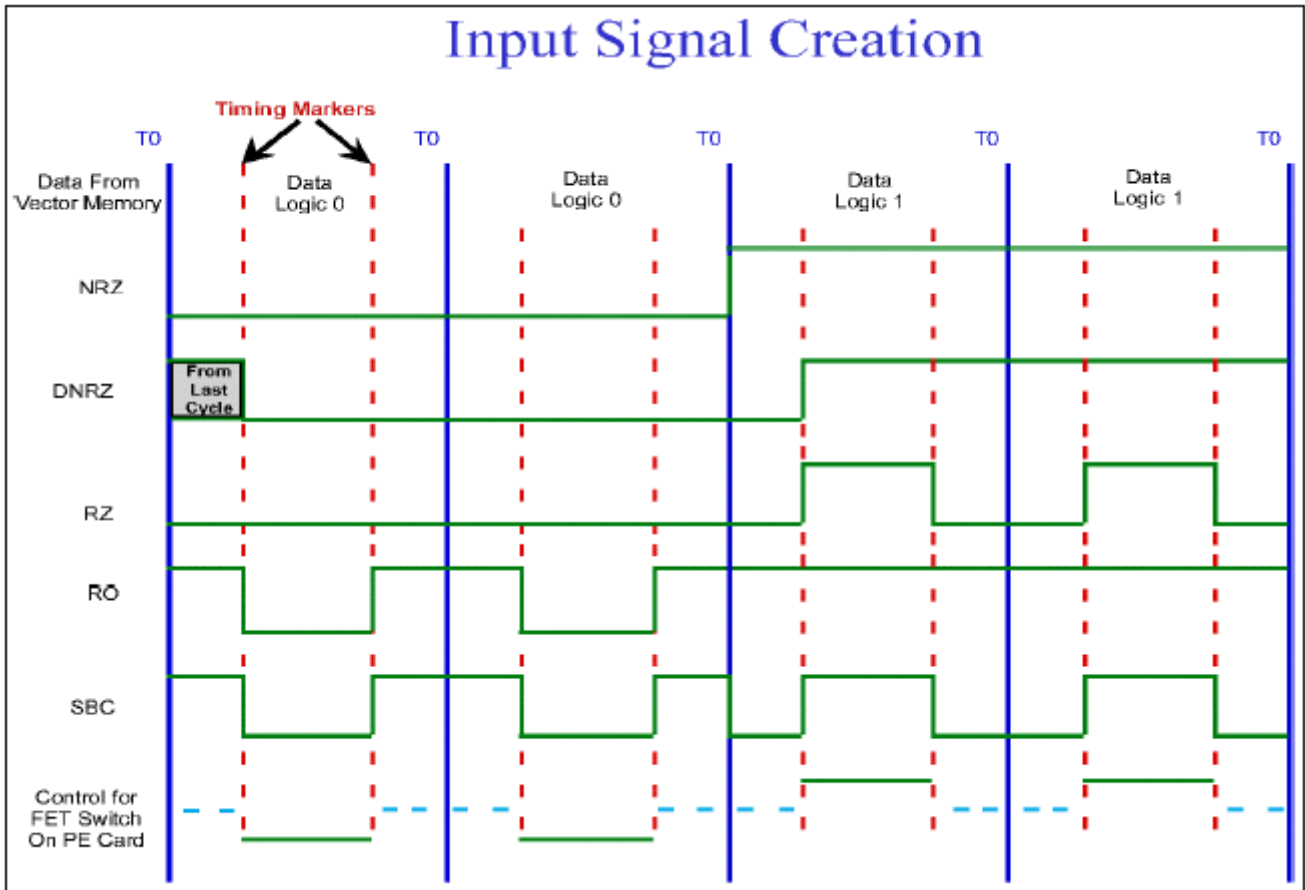 Input Signal Creation
Timing Markers
T0 T0 T0 T0 T0
Data From
Vector Memory
Data
Logic 0
Data
Logic 0
Data
Logic 1
Data
Logic 1
NRZ
DNRZ
From
Last
Cycle
RZ
RO
SBC
Control for
FET Switch
On PE Card